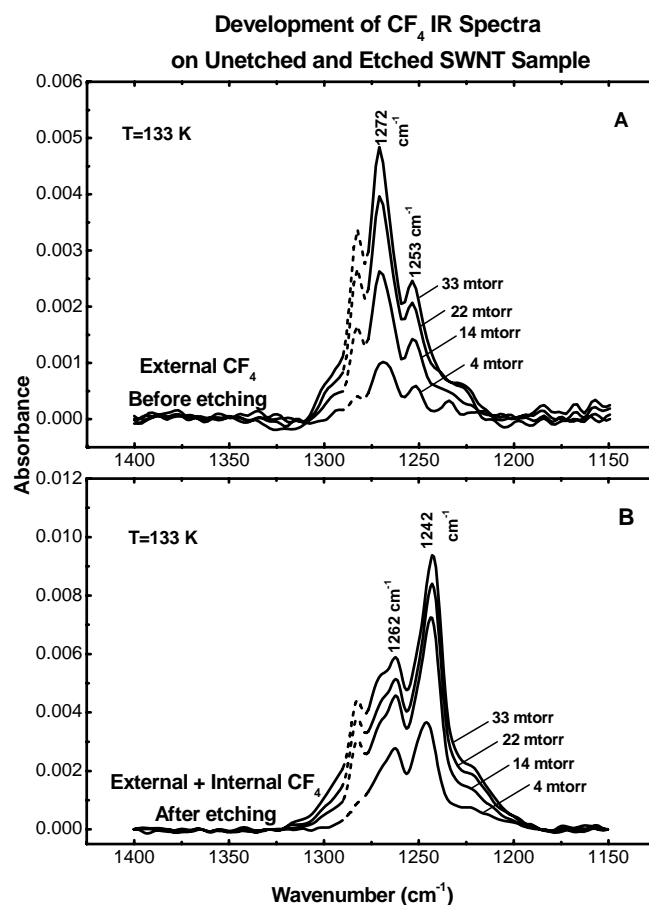 Development of CF4 IR Spectra
on Unetched and Etched SWNT Sample
0.006
0.005
0.004
0.003
0.002
0.001
0.000
T=133 K
A
1272
cm-1
1253 cm-1
33 mtorr
22 mtorr
14 mtorr
4 mtorr
External CF4
Before etching
1400
1350
1300
1250
1200
1150
Absorbance
0.012
0.010
0.008
0.006
0.004
0.002
0.000
T=133 K
B
1242
cm-1
1262 cm-1
33 mtorr
22 mtorr
14 mtorr
4 mtorr
External + Internal CF4
After etching
1400
1350
1300
1250
1200
1150
Wavenumber (cm-1)